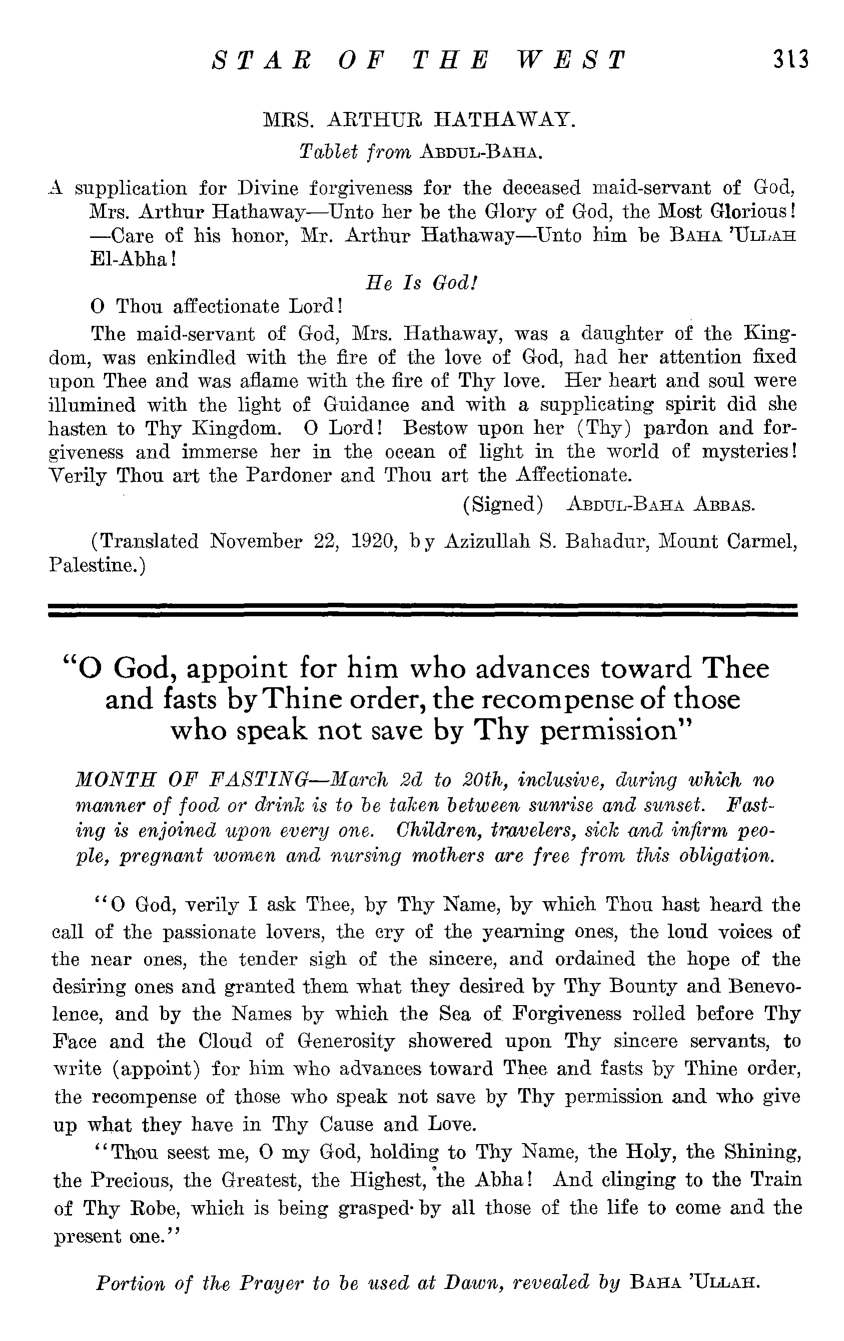 STAR OF THE WEST 313
MRS. ARTHUR HATHAWAY.
Tablet from ABDUL-BAHA.
A supplication for Divine forgiveness for the deceased maid-servant of God,
Mrs. Arthur Hathaway—Unto her be the Glory of God, the Most Glorious!
—Care of his honor, Mr. Arthur Hathaway—Unto him be BAHA 'ULLAH
El-Abha!
He Is God!
O Thou affectionate Lord!
The maid-servant of God, Mrs. Hathaway, was a daughter of the King-
dom, was enkindled with the fire of the love of God, had her attention fixed
upon Thee and was aflame with the fire of Thy love. Her heart and soul were
illumined with the light of Guidance and with a supplicating spirit did she
hasten to Thy Kingdom. O Lord! Bestow upon her (Thy) pardon and for-
giveness and immerse her in the ocean of light in the world of mysteries!
Verily Thou art the Pardoner and Thou art the Affectionate.
(Signed) ABDUL-BAHA ABBAS.
(Translated November 22, 1920, by Azizullah S. Bahadur, Mount Carmel,
Palestine.)
"O God, appoint for him who advances toward Thee
and fasts by Thine order, the recompense of those
who speak not save by Thy permission"
MONTH OF FASTING—March 2d to 20th, inclusive, during which no
manner of food or drink is to be taken between sunrise and sunset. Fast-
ing is enjoined upon every one. Children, travelers, sick and infirm peo-
ple, pregnant women and nursing mothers are free from this obligation.
"O God, verily I ask Thee, by Thy Name, by which Thou hast heard the
call of the passionate lovers, the cry of the yearning ones, the loud voices of
the near ones, the tender sigh of the sincere, and ordained the hope of the
desiring ones and granted them what they desired by Thy Bounty and Benevo-
lence, and by the Names by which the Sea of Forgiveness rolled before Thy
Face and the Cloud of Generosity showered upon Thy sincere servants, to
write (appoint) for him who advances toward Thee and fasts by Thine order,
the recompense of those who speak not save by Thy permission and who give
up what they have in Thy Cause and Love.
"Thou seest me, O my God, holding to Thy Name, the Holy, the Shining,
the Precious, the Greatest, the Highest, the Abha! And clinging to the Train
of Thy Robe, which is being grasped by all those of the life to come and the
present one."
Portion of the Prayer to be used at Dawn, revealed by BAHA 'ULLAH.